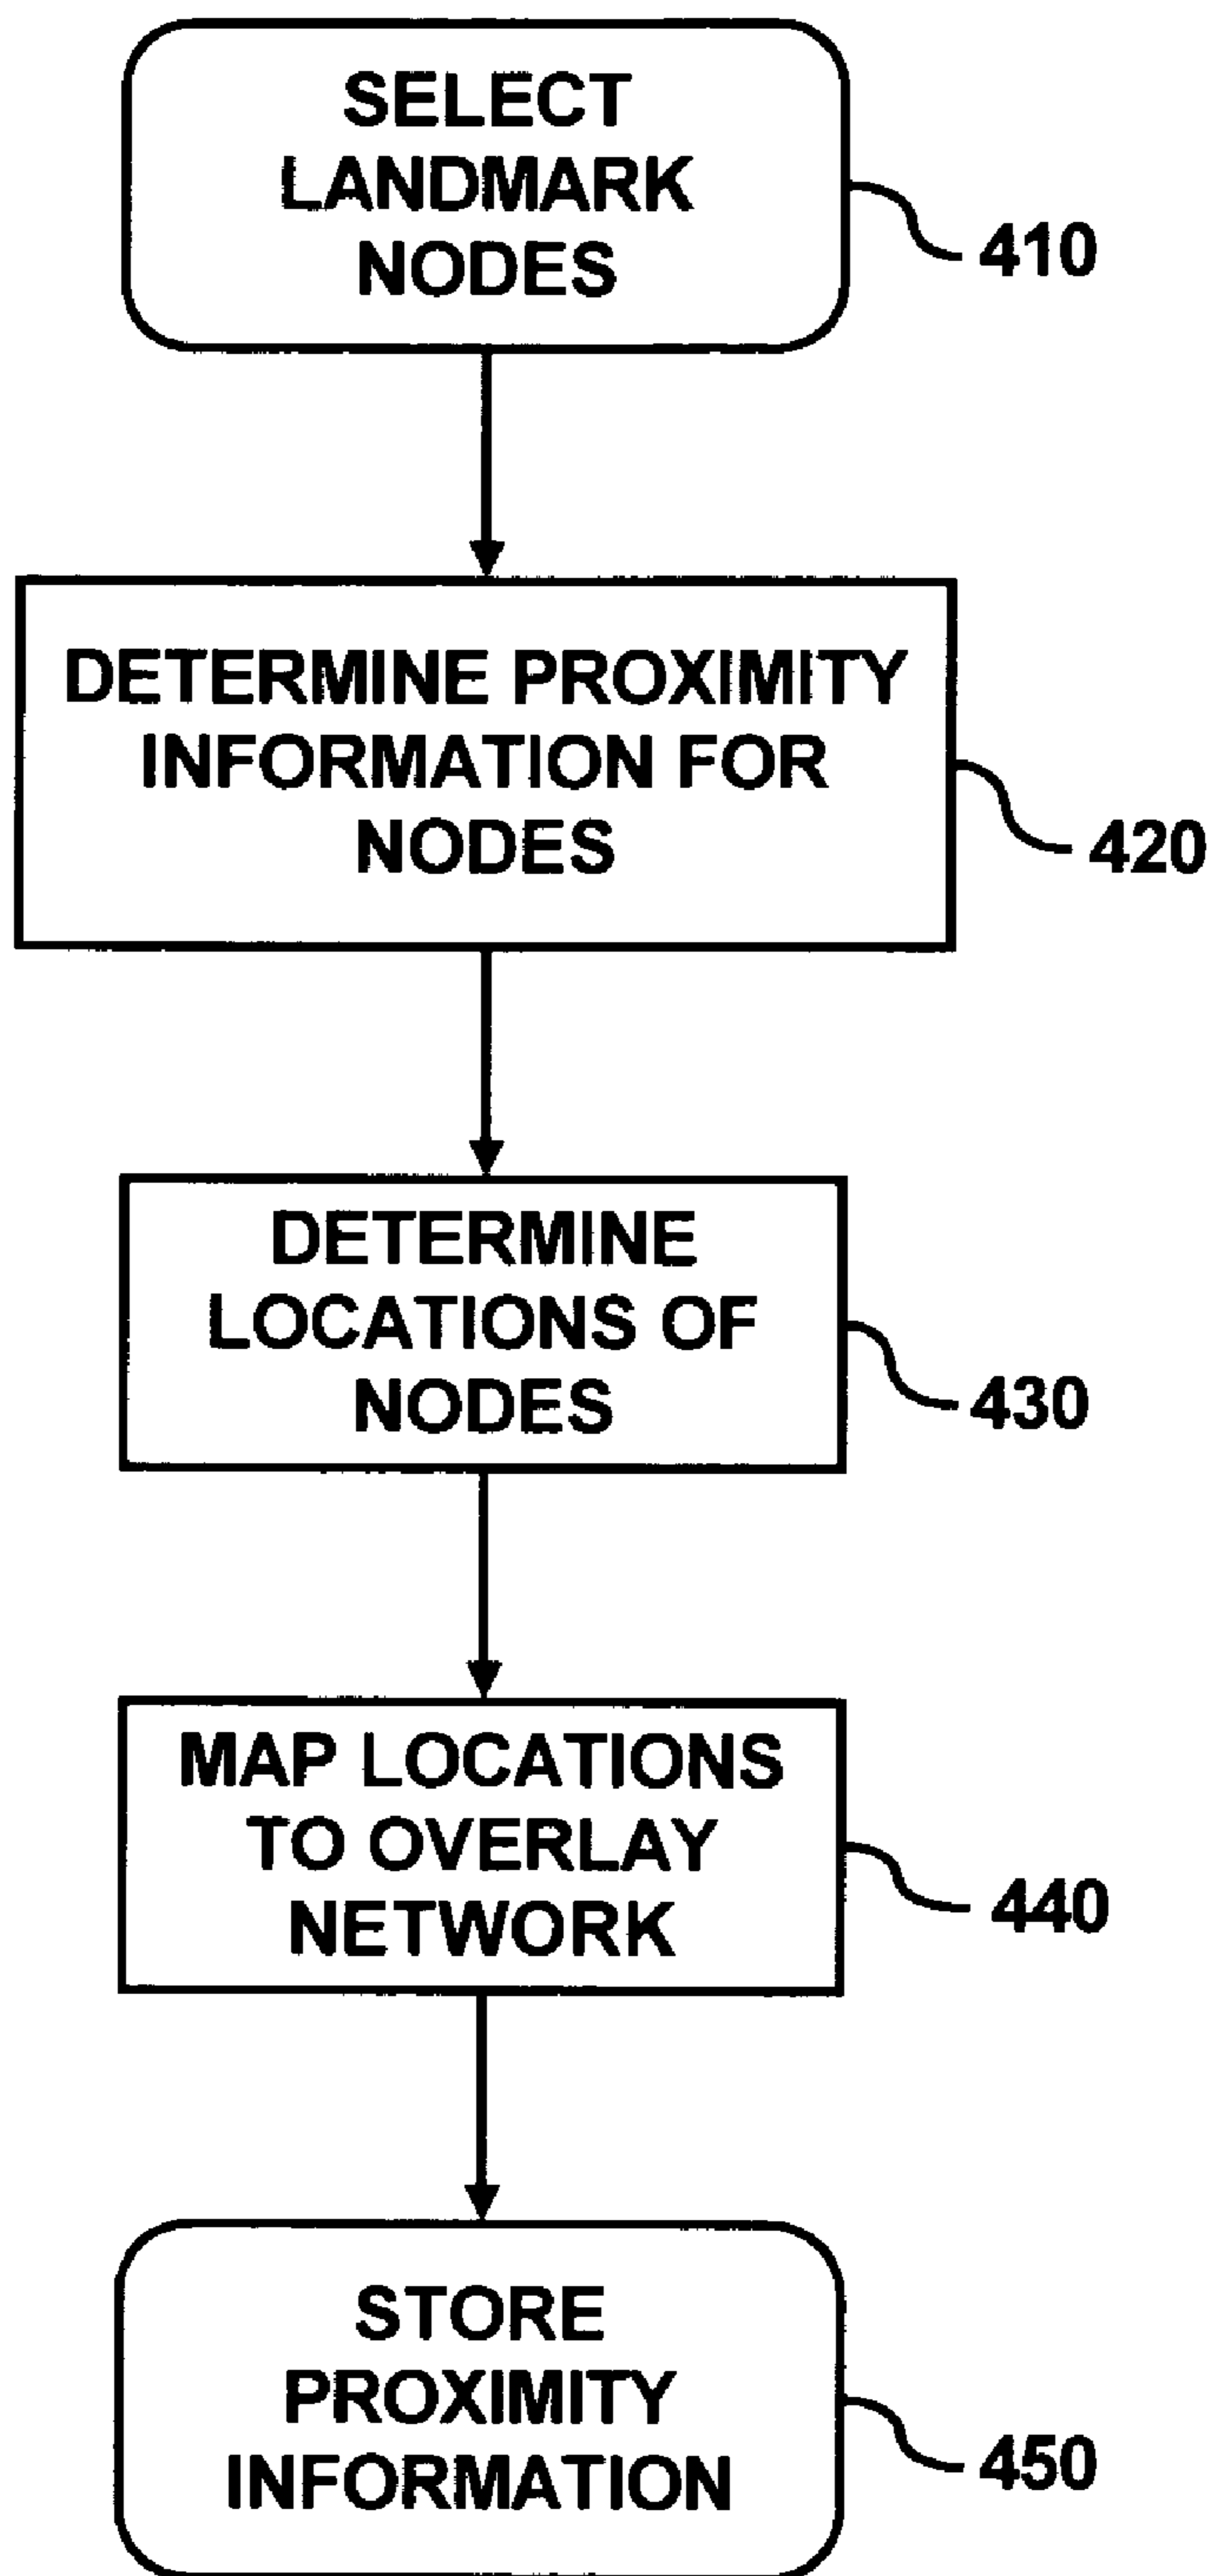 SELECT
LANDMARK
NODES
410
DETERMINE PROXIMITY
INFORMATION FOR
NODES
420
DETERMINE
LOCATIONS OF
NODES
430
MAP LOCATIONS
TO OVERLAY
NETWORK
440
STORE
PROXIMITY
INFORMATION
450